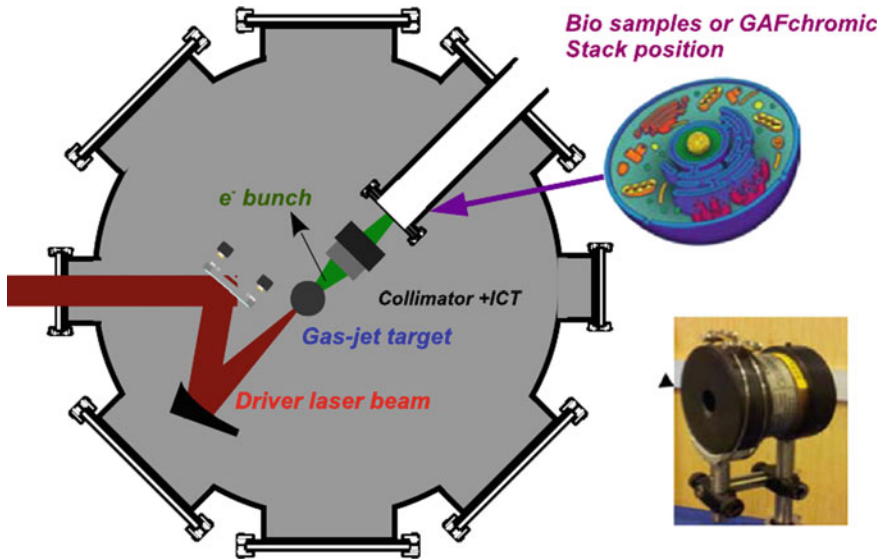 Bio samples or GAFchromic
Stack position
e- bunch
Collimator +ICT
Gas-jet target
Driver laser beam